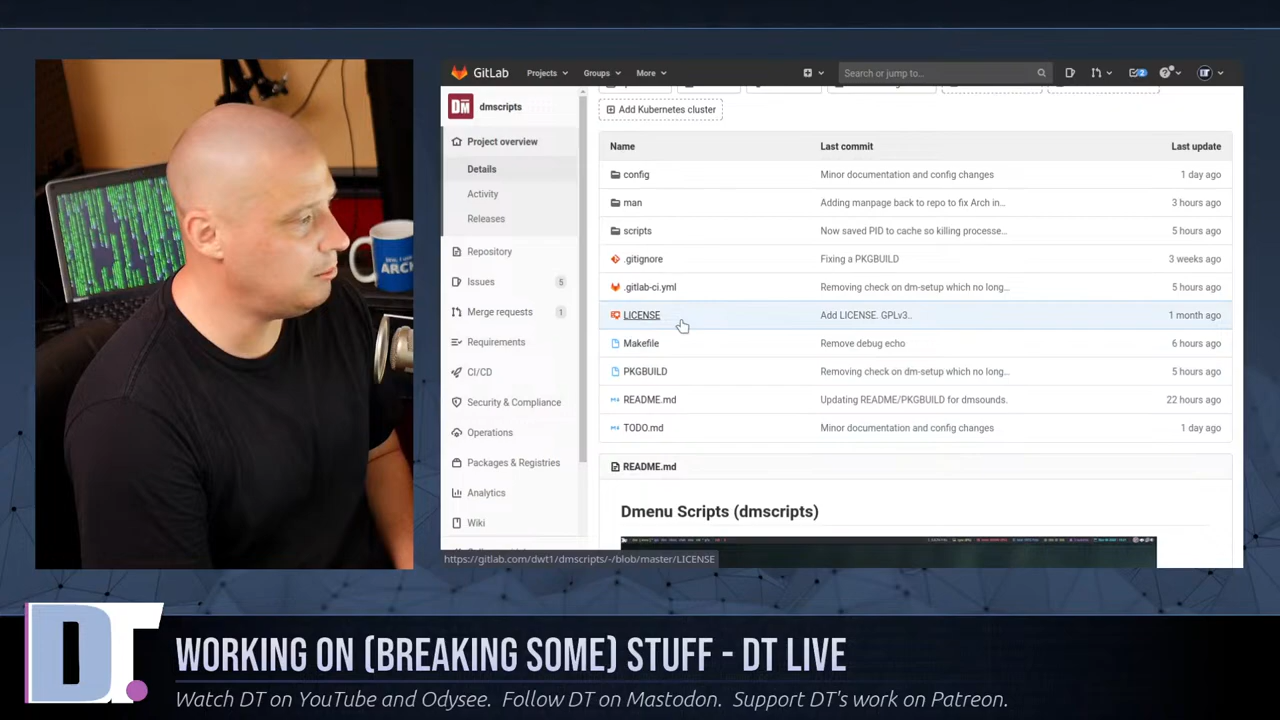 GitLab Projects Groups More Search or jump to... 2
DM dmscripts
Add Kubernetes cluster
Project overview
Details
Activity
Releases
Repository
Issues 5
Merge requests 1
Requirements
CI/CD
Security & Compliance
Operations
Packages & Registries
Analytics
Wiki
Name Last commit Last update
config Minor documentation and config changes 1 day ago
man Adding manpage back to repo to fix Arch in... 3 hours ago
scripts Now saved PID to cache so killing processe... 5 hours ago
.gitignore Fixing a PKGBUILD 3 weeks ago
.gitlab-ci.yml Removing check on dm-setup which no long... 5 hours ago
LICENSE Add LICENSE. GPLv3.. 1 month ago
Makefile Remove debug echo 6 hours ago
PKGBUILD Removing check on dm-setup which no long... 5 hours ago
README.md Updating README/PKGBUILD for dmsounds. 22 hours ago
TODO.md Minor documentation and config changes 1 day ago
README.md
Dmenu Scripts (dmscripts)
https://gitlab.com/dwt1/dmscripts/-/blob/master/LICENSE
ARCH
DT.
WORKING ON (BREAKING SOME) STUFF - DT LIVE
Watch DT on YouTube and Odysee. Follow DT on Mastodon. Support DT's work on Patreon.